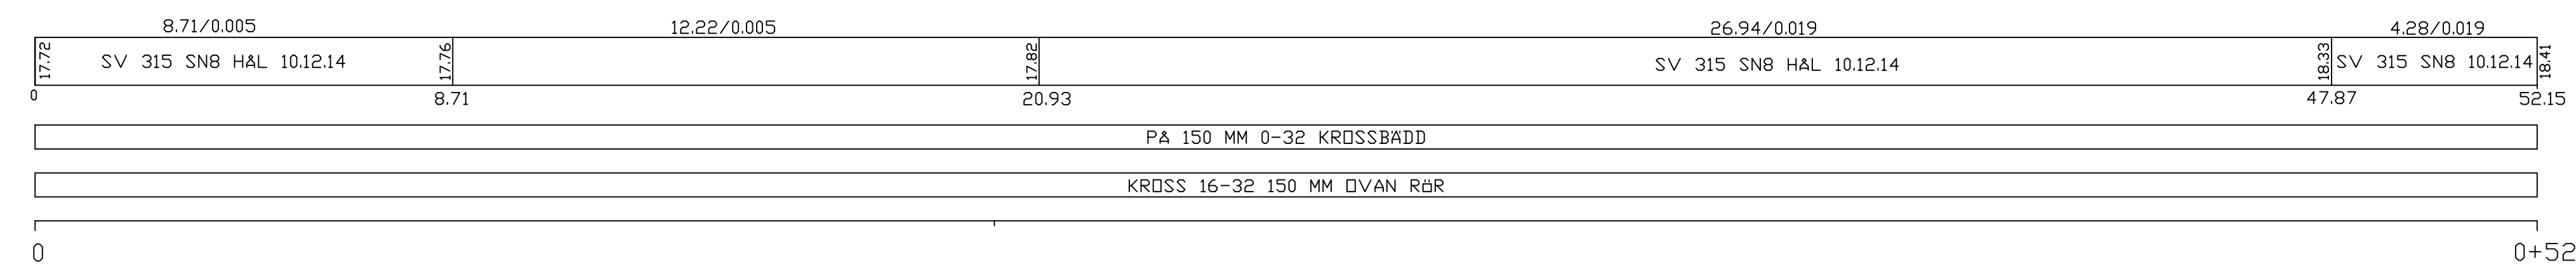 8.71/0.005 12.22/0.005 26.94/0.019 4.28/0.019
17.72 SV 315 SN8 HÅL 10.12.14 17.76 17.82 SV 315 SN8 HÅL 10.12.14 18.33 SV 315 SN8 10.12.14 18.41
0 8.71 20.93 47.87 52.15
PÅ 150 MM 0-32 KROSSBÄDD
KROSS 16-32 150 MM OVAN RÖR
0 0+52